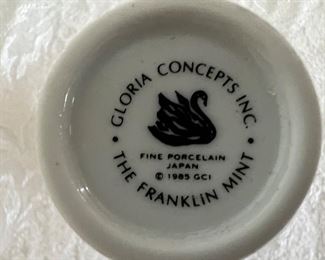 · GLORIA CONCEPTS INC. ·
FINE PORCELAIN
JAPAN
© 1985 GCI
THE FRANKLIN MINT